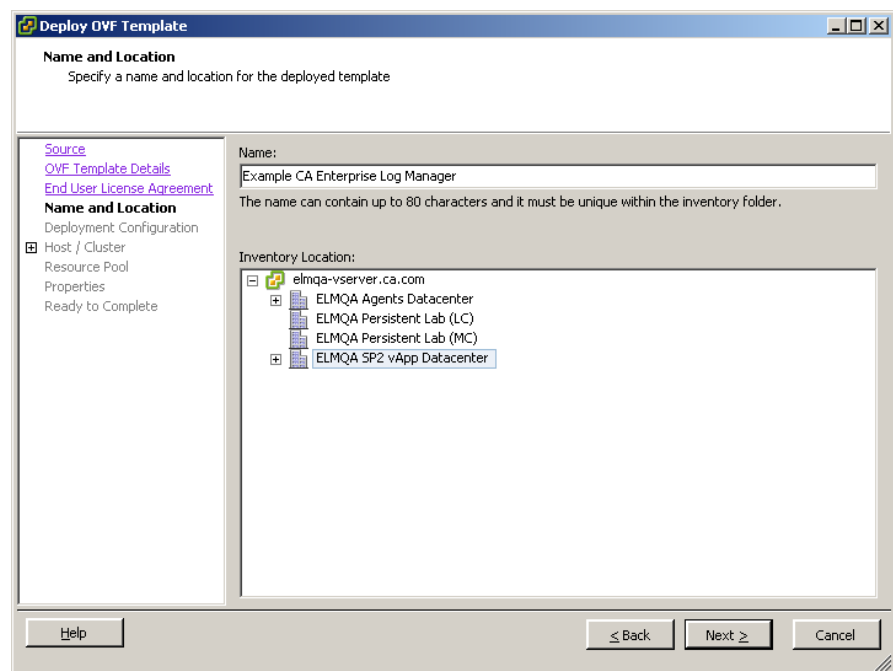 Deploy OVF Template
Name and Location
Specify a name and location for the deployed template
Source
OVF Template Details
End User License Agreement
Name and Location
Deployment Configuration
Host / Cluster
Resource Pool
Properties
Ready to Complete
Name:
Example CA Enterprise Log Manager
The name can contain up to 80 characters and it must be unique within the inventory folder.
Inventory Location:
elmqa-vserver.ca.com
ELMQA Agents Datacenter
ELMQA Persistent Lab (LC)
ELMQA Persistent Lab (MC)
ELMQA SP2 vApp Datacenter
Help
≤ Back
Next ≥
Cancel